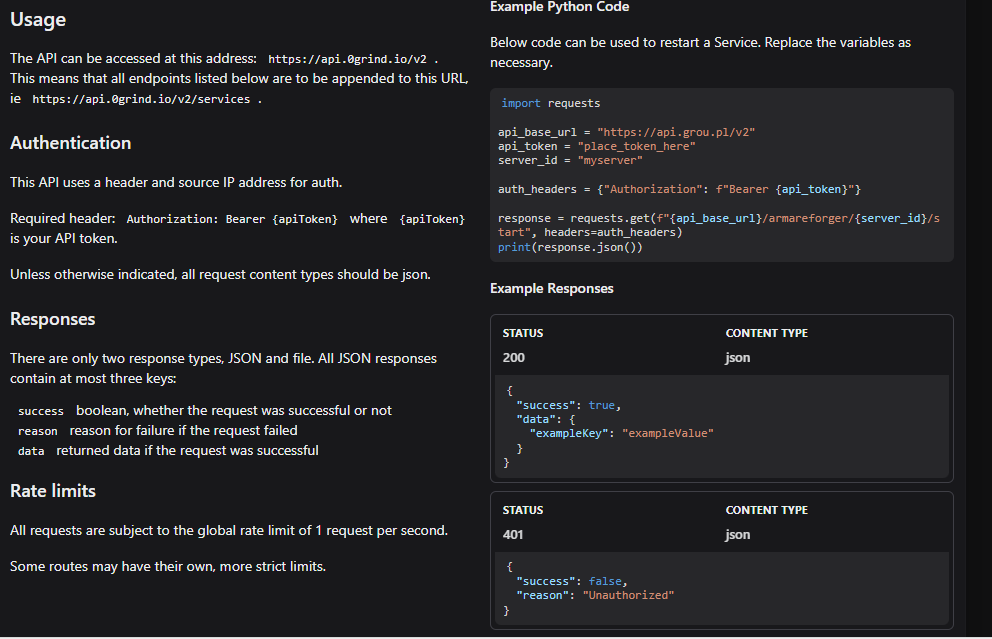 Usage
The API can be accessed at this address: https://api.0grind.io/v2 .
This means that all endpoints listed below are to be appended to this URL,
ie https://api.0grind.io/v2/services .
Authentication
This API uses a header and source IP address for auth.
Required header: Authorization: Bearer {apiToken} where {apiToken}
is your API token.
Unless otherwise indicated, all request content types should be json.
Responses
There are only two response types, JSON and file. All JSON responses
contain at most three keys:
success boolean, whether the request was successful or not
reason reason for failure if the request failed
data returned data if the request was successful
Rate limits
All requests are subject to the global rate limit of 1 request per second.
Some routes may have their own, more strict limits.
Example Python Code
Below code can be used to restart a Service. Replace the variables as
necessary.
import requests
api_base_url = "https://api.grou.pl/v2"
api_token = "place_token_here"
server_id = "myserver"
auth_headers = {"Authorization": f"Bearer {api_token}"}
response = requests.get(f"{api_base_url}/armareforger/{server_id}/s
tart", headers=auth_headers)
print(response.json())
Example Responses
STATUS CONTENT TYPE
200 json
{
"success": true,
"data": {
"exampleKey": "exampleValue"
}
}
STATUS CONTENT TYPE
401 json
{
"success": false,
"reason": "Unauthorized"
}